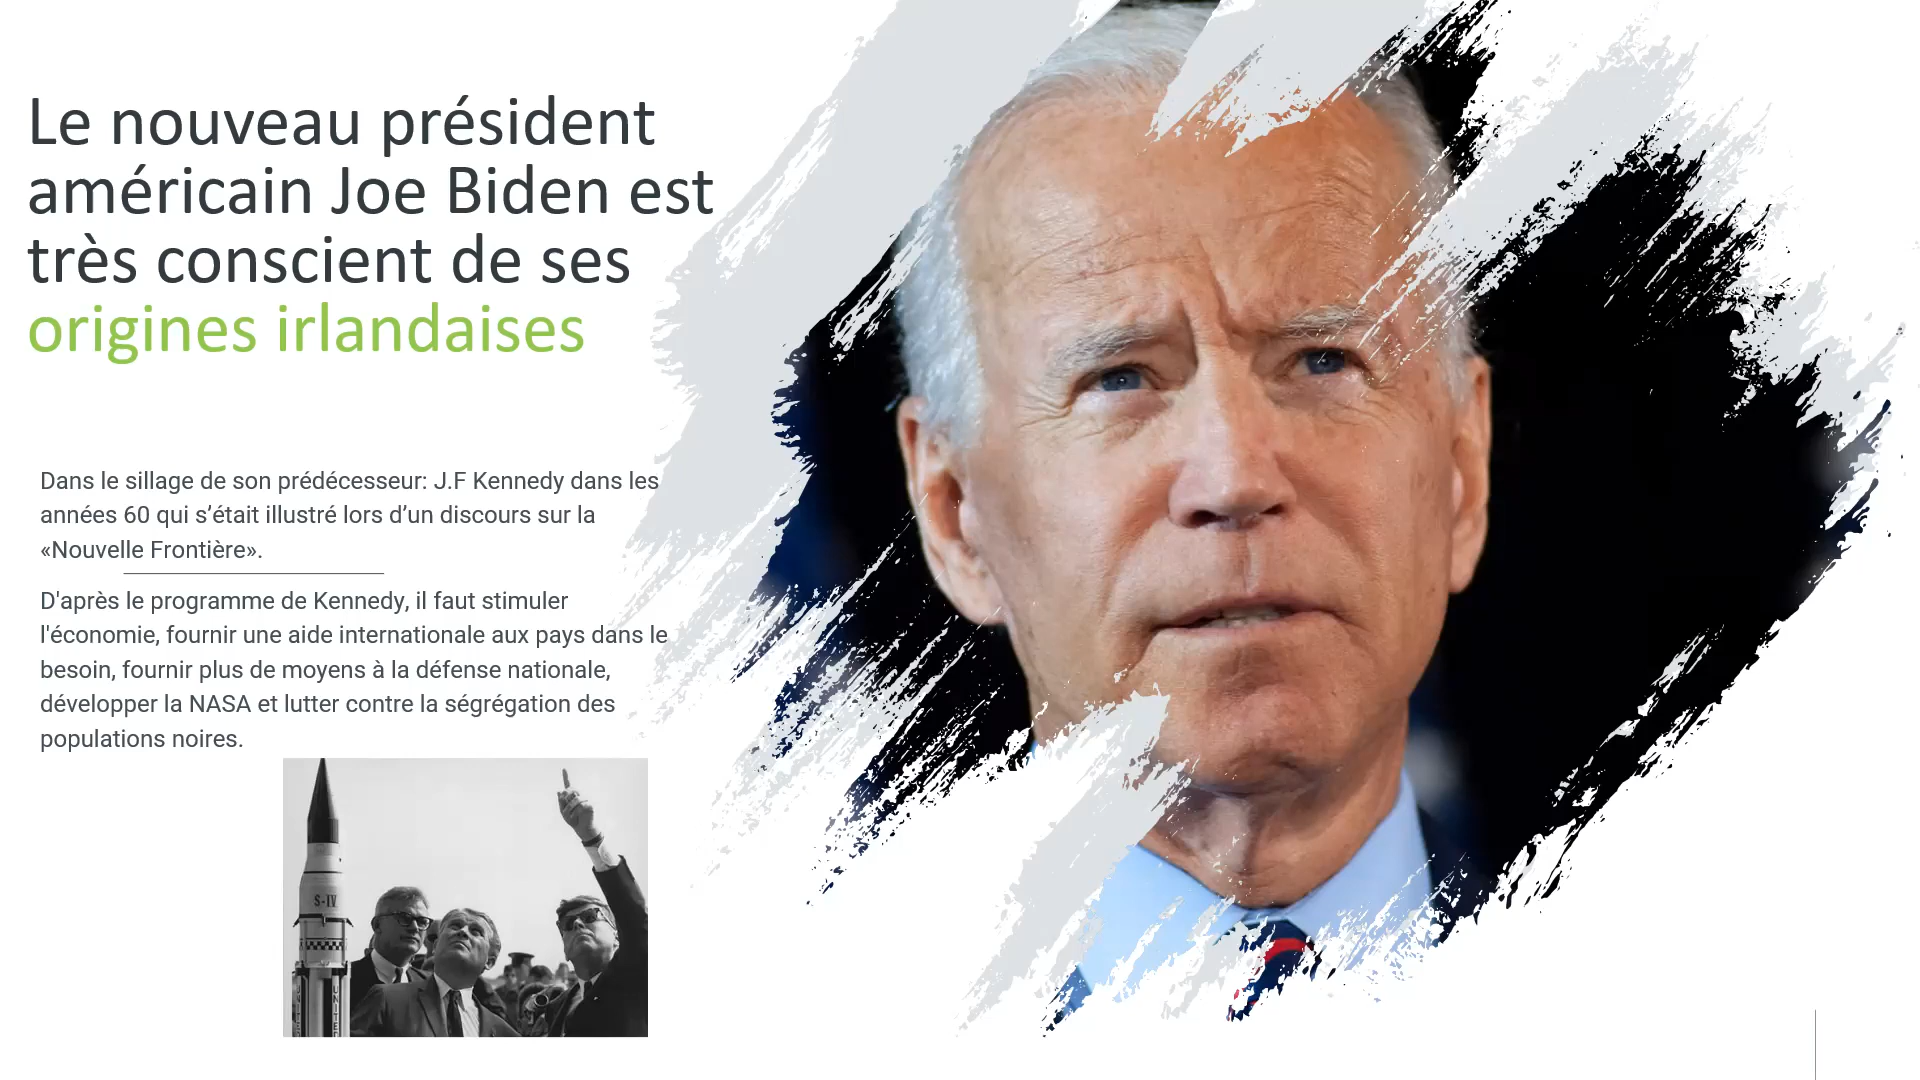 Le nouveau président
américain Joe Biden est
très conscient de ses
origines irlandaises
Dans le sillage de son prédécesseur: J.F Kennedy dans les
années 60 qui s’était illustré lors d’un discours sur la
«Nouvelle Frontière».
D'après le programme de Kennedy, il faut stimuler
l'économie, fournir une aide internationale aux pays dans le
besoin, fournir plus de moyens à la défense nationale,
développer la NASA et lutter contre la ségrégation des
populations noires.
S-IV
UNITED